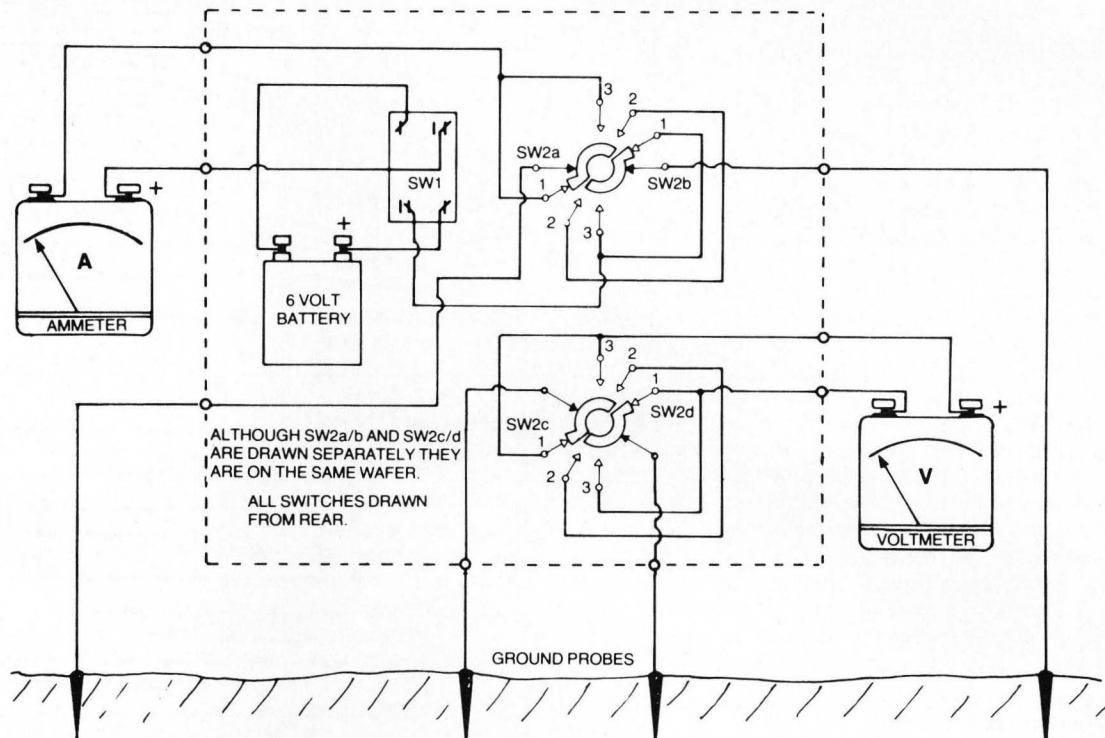 3
2
1
SW2a
SW1
SW2b
1
2
3
+
A
AMMETER
+
6 VOLT
BATTERY
3
2
1
SW2c
SW2d
1
2
3
+
V
VOLTMETER
ALTHOUGH SW2a/b AND SW2c/d
ARE DRAWN SEPARATELY THEY
ARE ON THE SAME WAFER.
ALL SWITCHES DRAWN
FROM REAR.
GROUND PROBES